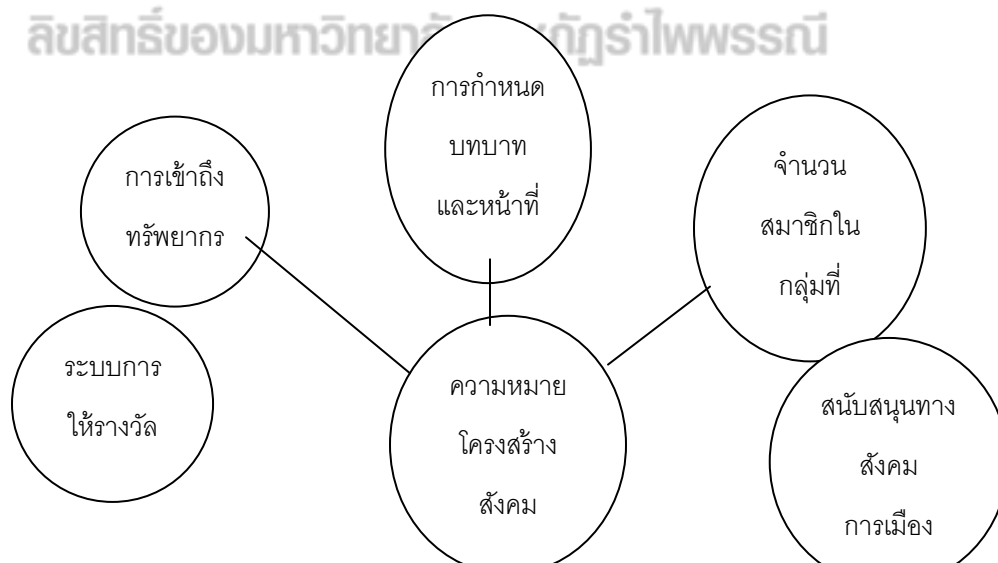 ลิขสิทธิ์ของมหาวิทยาลัยราชภัฏรำไพพรรณี
การกำหนด
บทบาท
และหน้าที่
การเข้าถึง
ทรัพยากร
จำนวน
สมาชิกใน
กลุ่มที่
ระบบการ
ให้รางวัล
ความหมาย
โครงสร้าง
สังคม
สนับสนุนทาง
สังคม
การเมือง